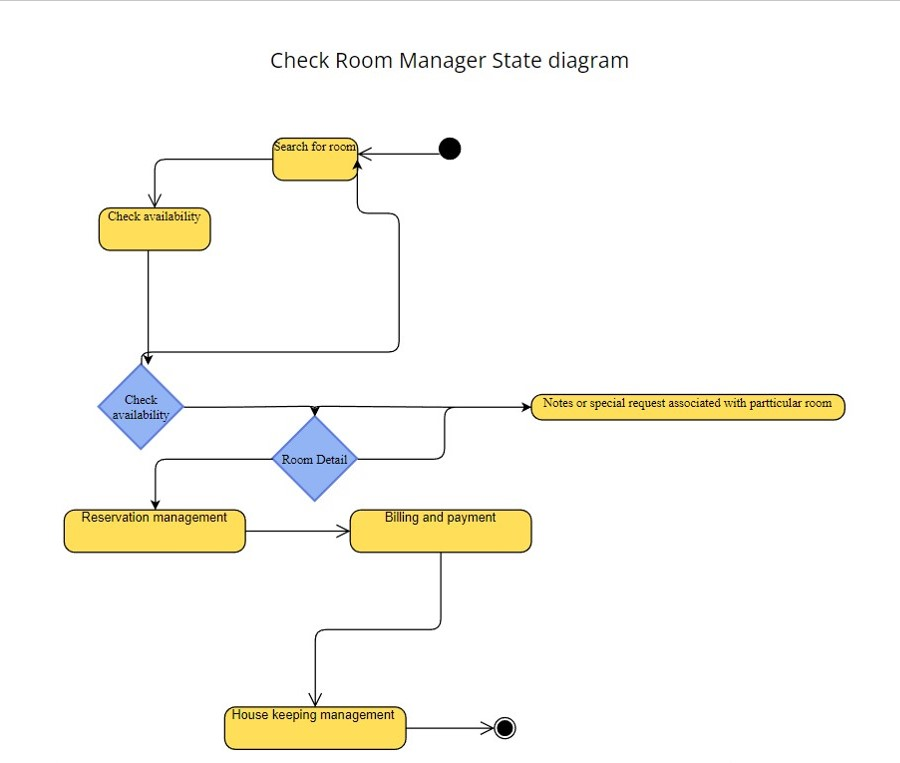 Check Room Manager State diagram
Search for room
Check availability
Check
availability
Notes or special request associated with partticular room
Room Detail
Reservation management
Billing and payment
House keeping management